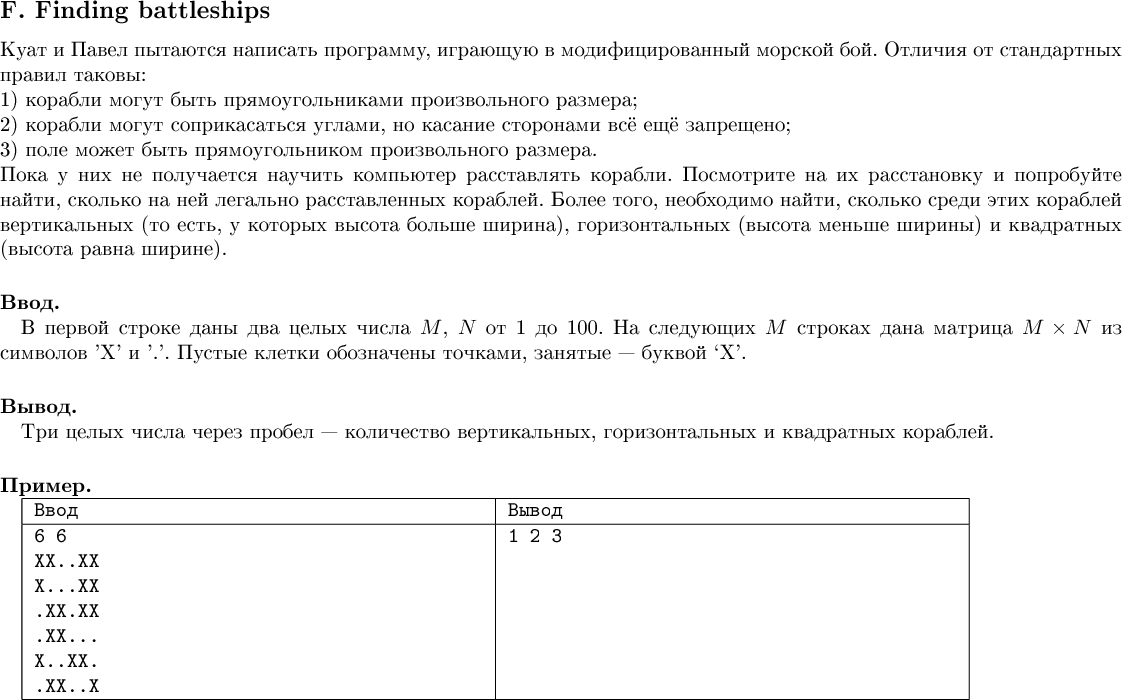 F. Finding battleships
Куат и Павел пытаются написать программу, играющую в модифицированный морской бой. Отличия от стандартных
правил таковы:
1) корабли могут быть прямоугольниками произвольного размера;
2) корабли могут соприкасаться углами, но касание сторонами всё ещё запрещено;
3) поле может быть прямоугольником произвольного размера.
Пока у них не получается научить компьютер расставлять корабли. Посмотрите на их расстановку и попробуйте
найти, сколько на ней легально расставленных кораблей. Более того, необходимо найти, сколько среди этих кораблей
вертикальных (то есть, у которых высота больше ширина), горизонтальных (высота меньше ширины) и квадратных
(высота равна ширине).
Ввод.
В первой строке даны два целых числа M, N от 1 до 100. На следующих M строках дана матрица M × N из
символов 'X' и '.'. Пустые клетки обозначены точками, занятые — буквой ‘X’.
Вывод.
Три целых числа через пробел — количество вертикальных, горизонтальных и квадратных кораблей.
Пример.
Ввод Вывод
6 6 1 2 3
XX..XX
X...XX
.XX.XX
.XX...
X..XX.
.XX..X